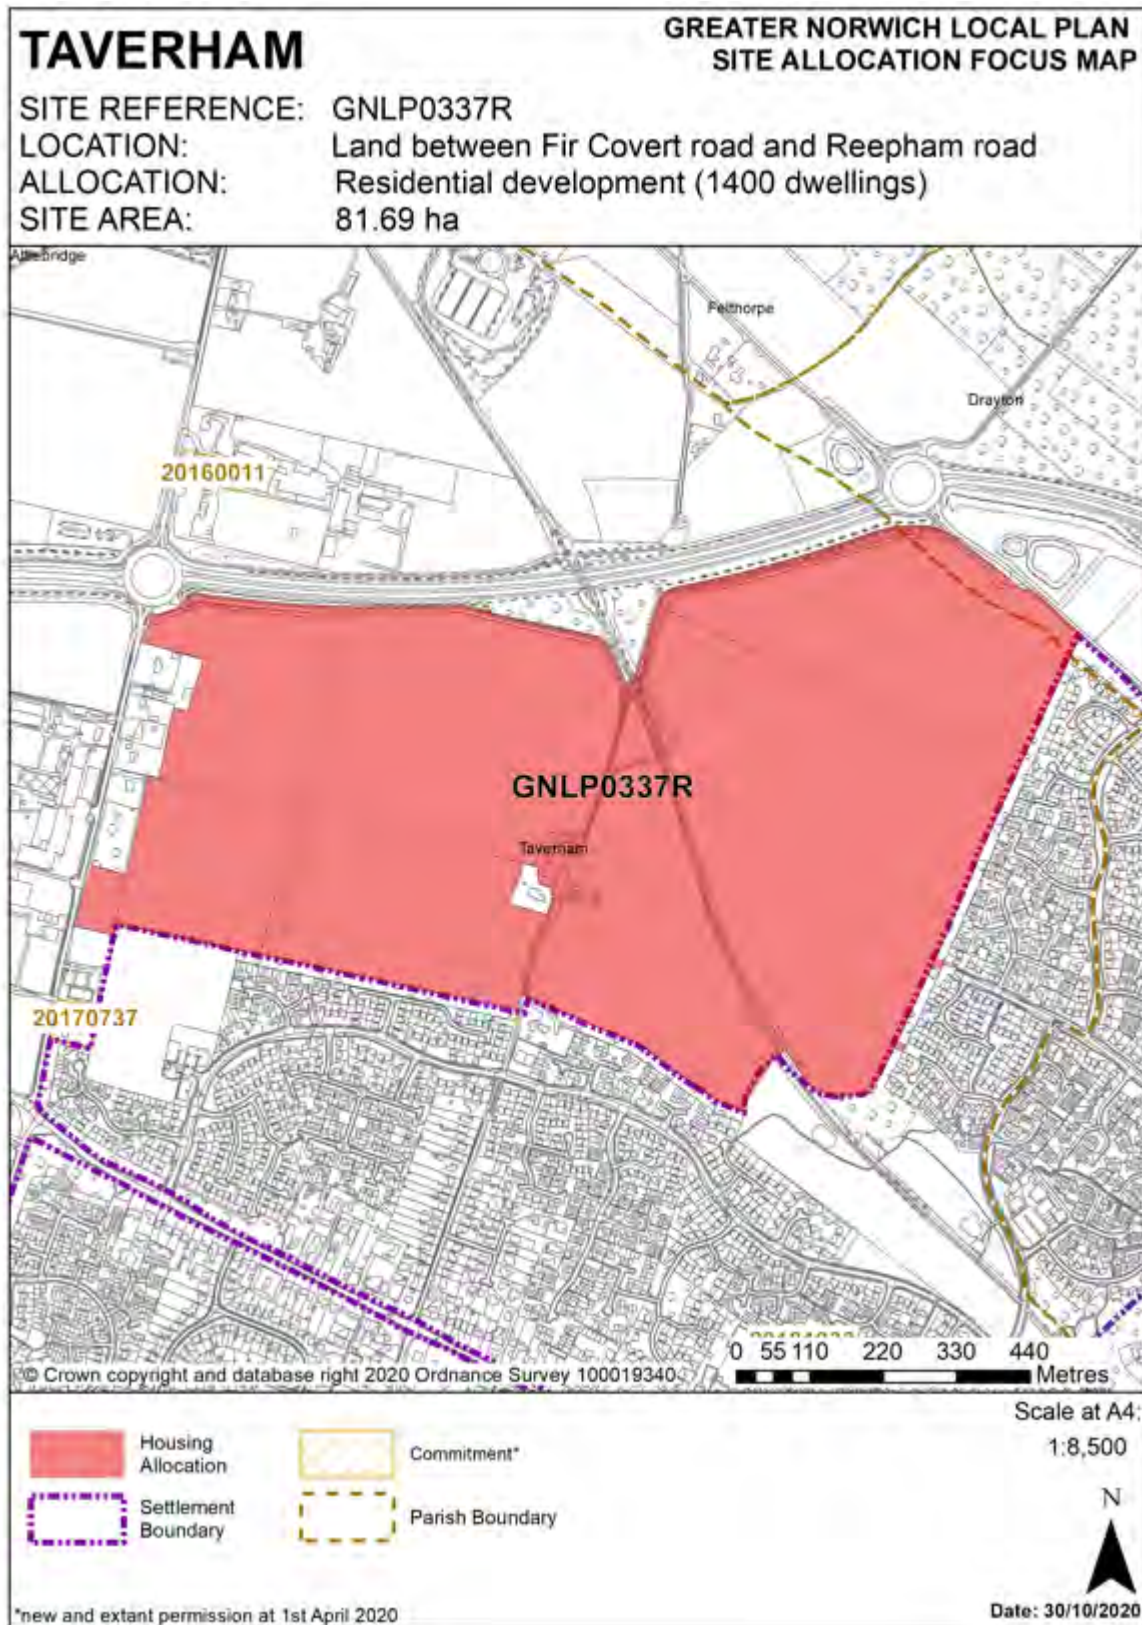 TAVERHAM
GREATER NORWICH LOCAL PLAN
SITE ALLOCATION FOCUS MAP
SITE REFERENCE: GNLP0337R
LOCATION: Land between Fir Covert road and Reepham road
ALLOCATION: Residential development (1400 dwellings)
SITE AREA: 81.69 ha
Attlebridge
Felthorpe
Drayton
20160011
GNLP0337R
Taverham
20170737
0 55 110 220 330 440
Metres
© Crown copyright and database right 2020 Ordnance Survey 100019340
Housing
Allocation
Commitment*
Settlement
Boundary
Parish Boundary
Scale at A4:
1:8,500
N
*new and extant permission at 1st April 2020
Date: 30/10/2020